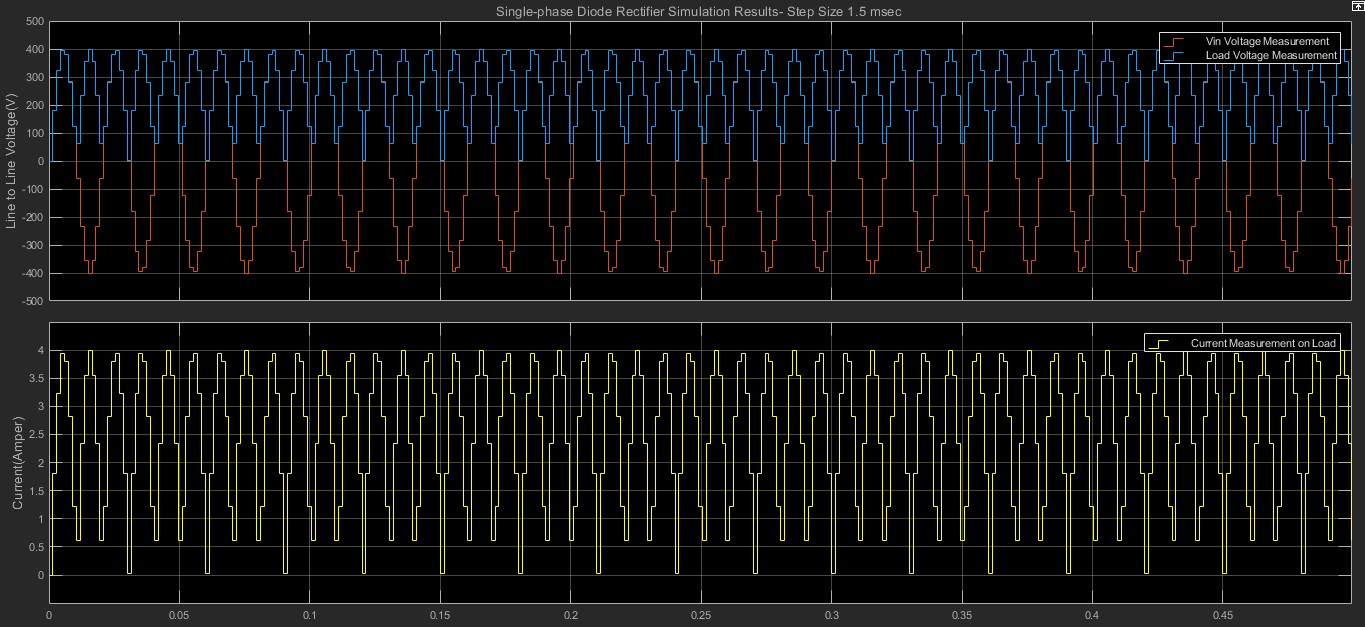 Single-phase Diode Rectifier Simulation Results- Step Size 1.5 msec
Vin Voltage Measurement
Load Voltage Measurement
Line to Line Voltage(V)
500
400
300
200
100
0
-100
-200
-300
-400
-500
Current Measurement on Load
Current(Amper)
4
3.5
3
2.5
2
1.5
1
0.5
0
0 0.05 0.1 0.15 0.2 0.25 0.3 0.35 0.4 0.45